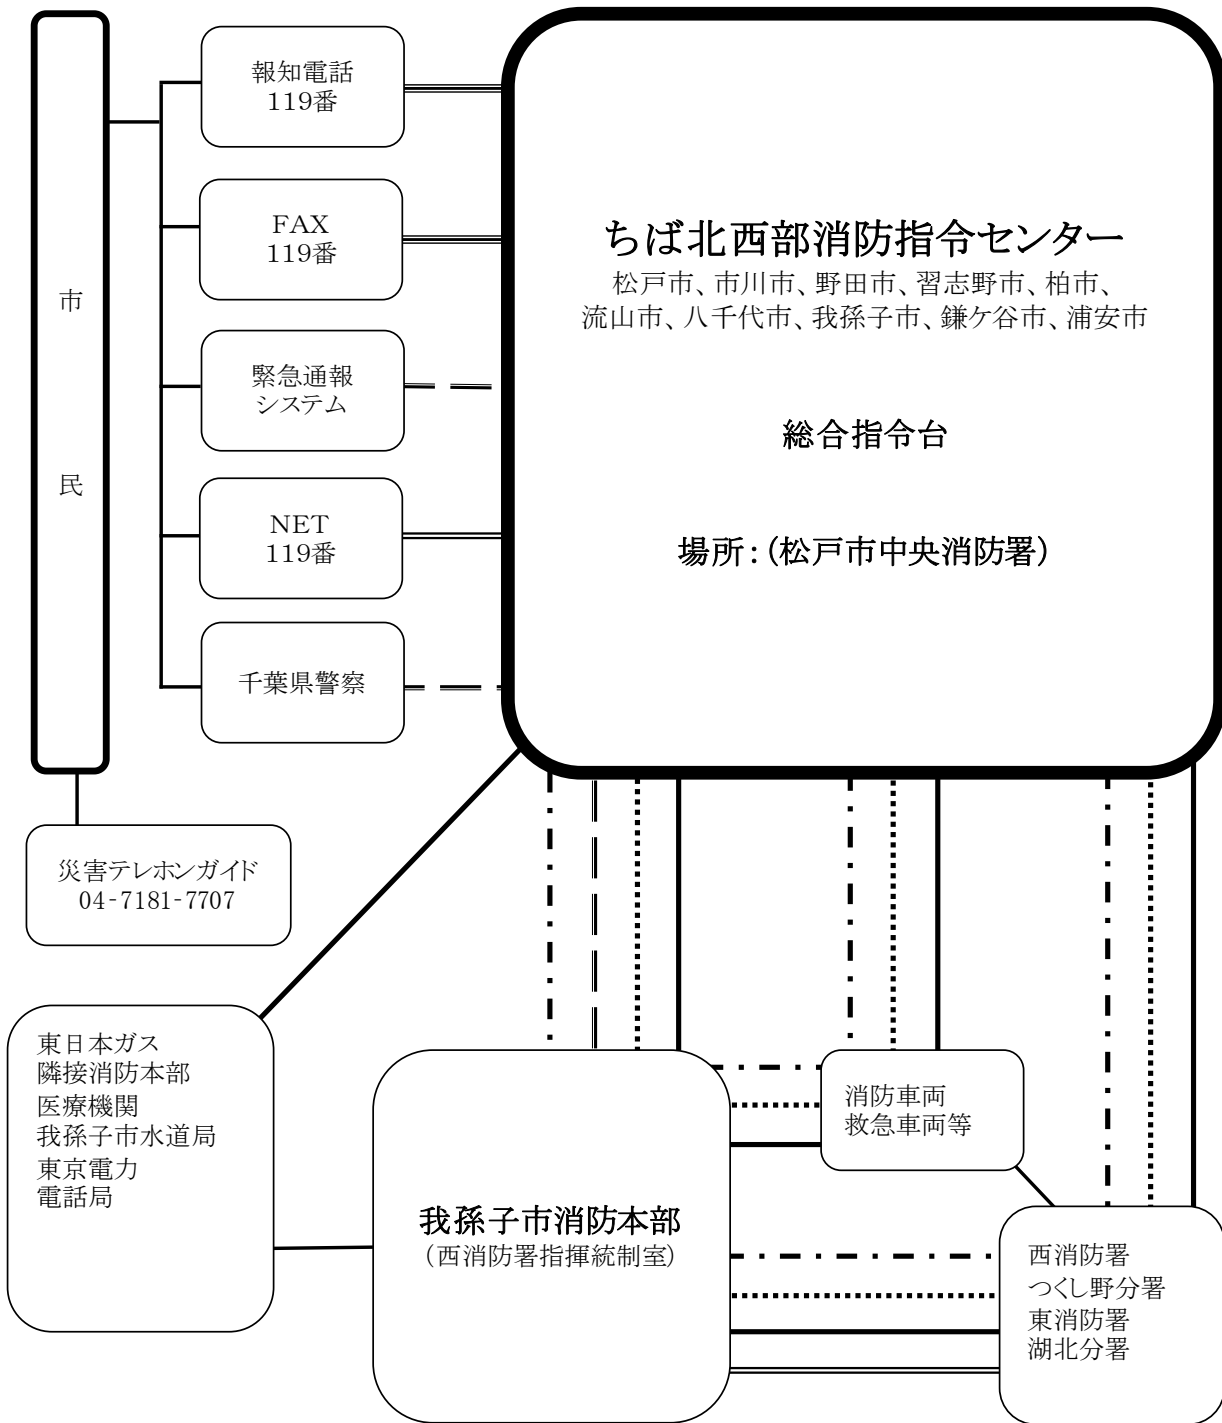 市
民
報知電話
119番
FAX
119番
緊急通報
システム
NET
119番
千葉県警察
ちば北西部消防指令センター
松戸市、市川市、野田市、習志野市、柏市、
流山市、八千代市、我孫子市、鎌ケ谷市、浦安市
総合指令台
場所：（松戸市中央消防署）
災害テレホンガイド
04-7181-7707
東日本ガス
隣接消防本部
医療機関
我孫子市水道局
東京電力
電話局
我孫子市消防本部
（西消防署指揮統制室）
消防車両
救急車両等
西消防署
つくし野分署
東消防署
湖北分署